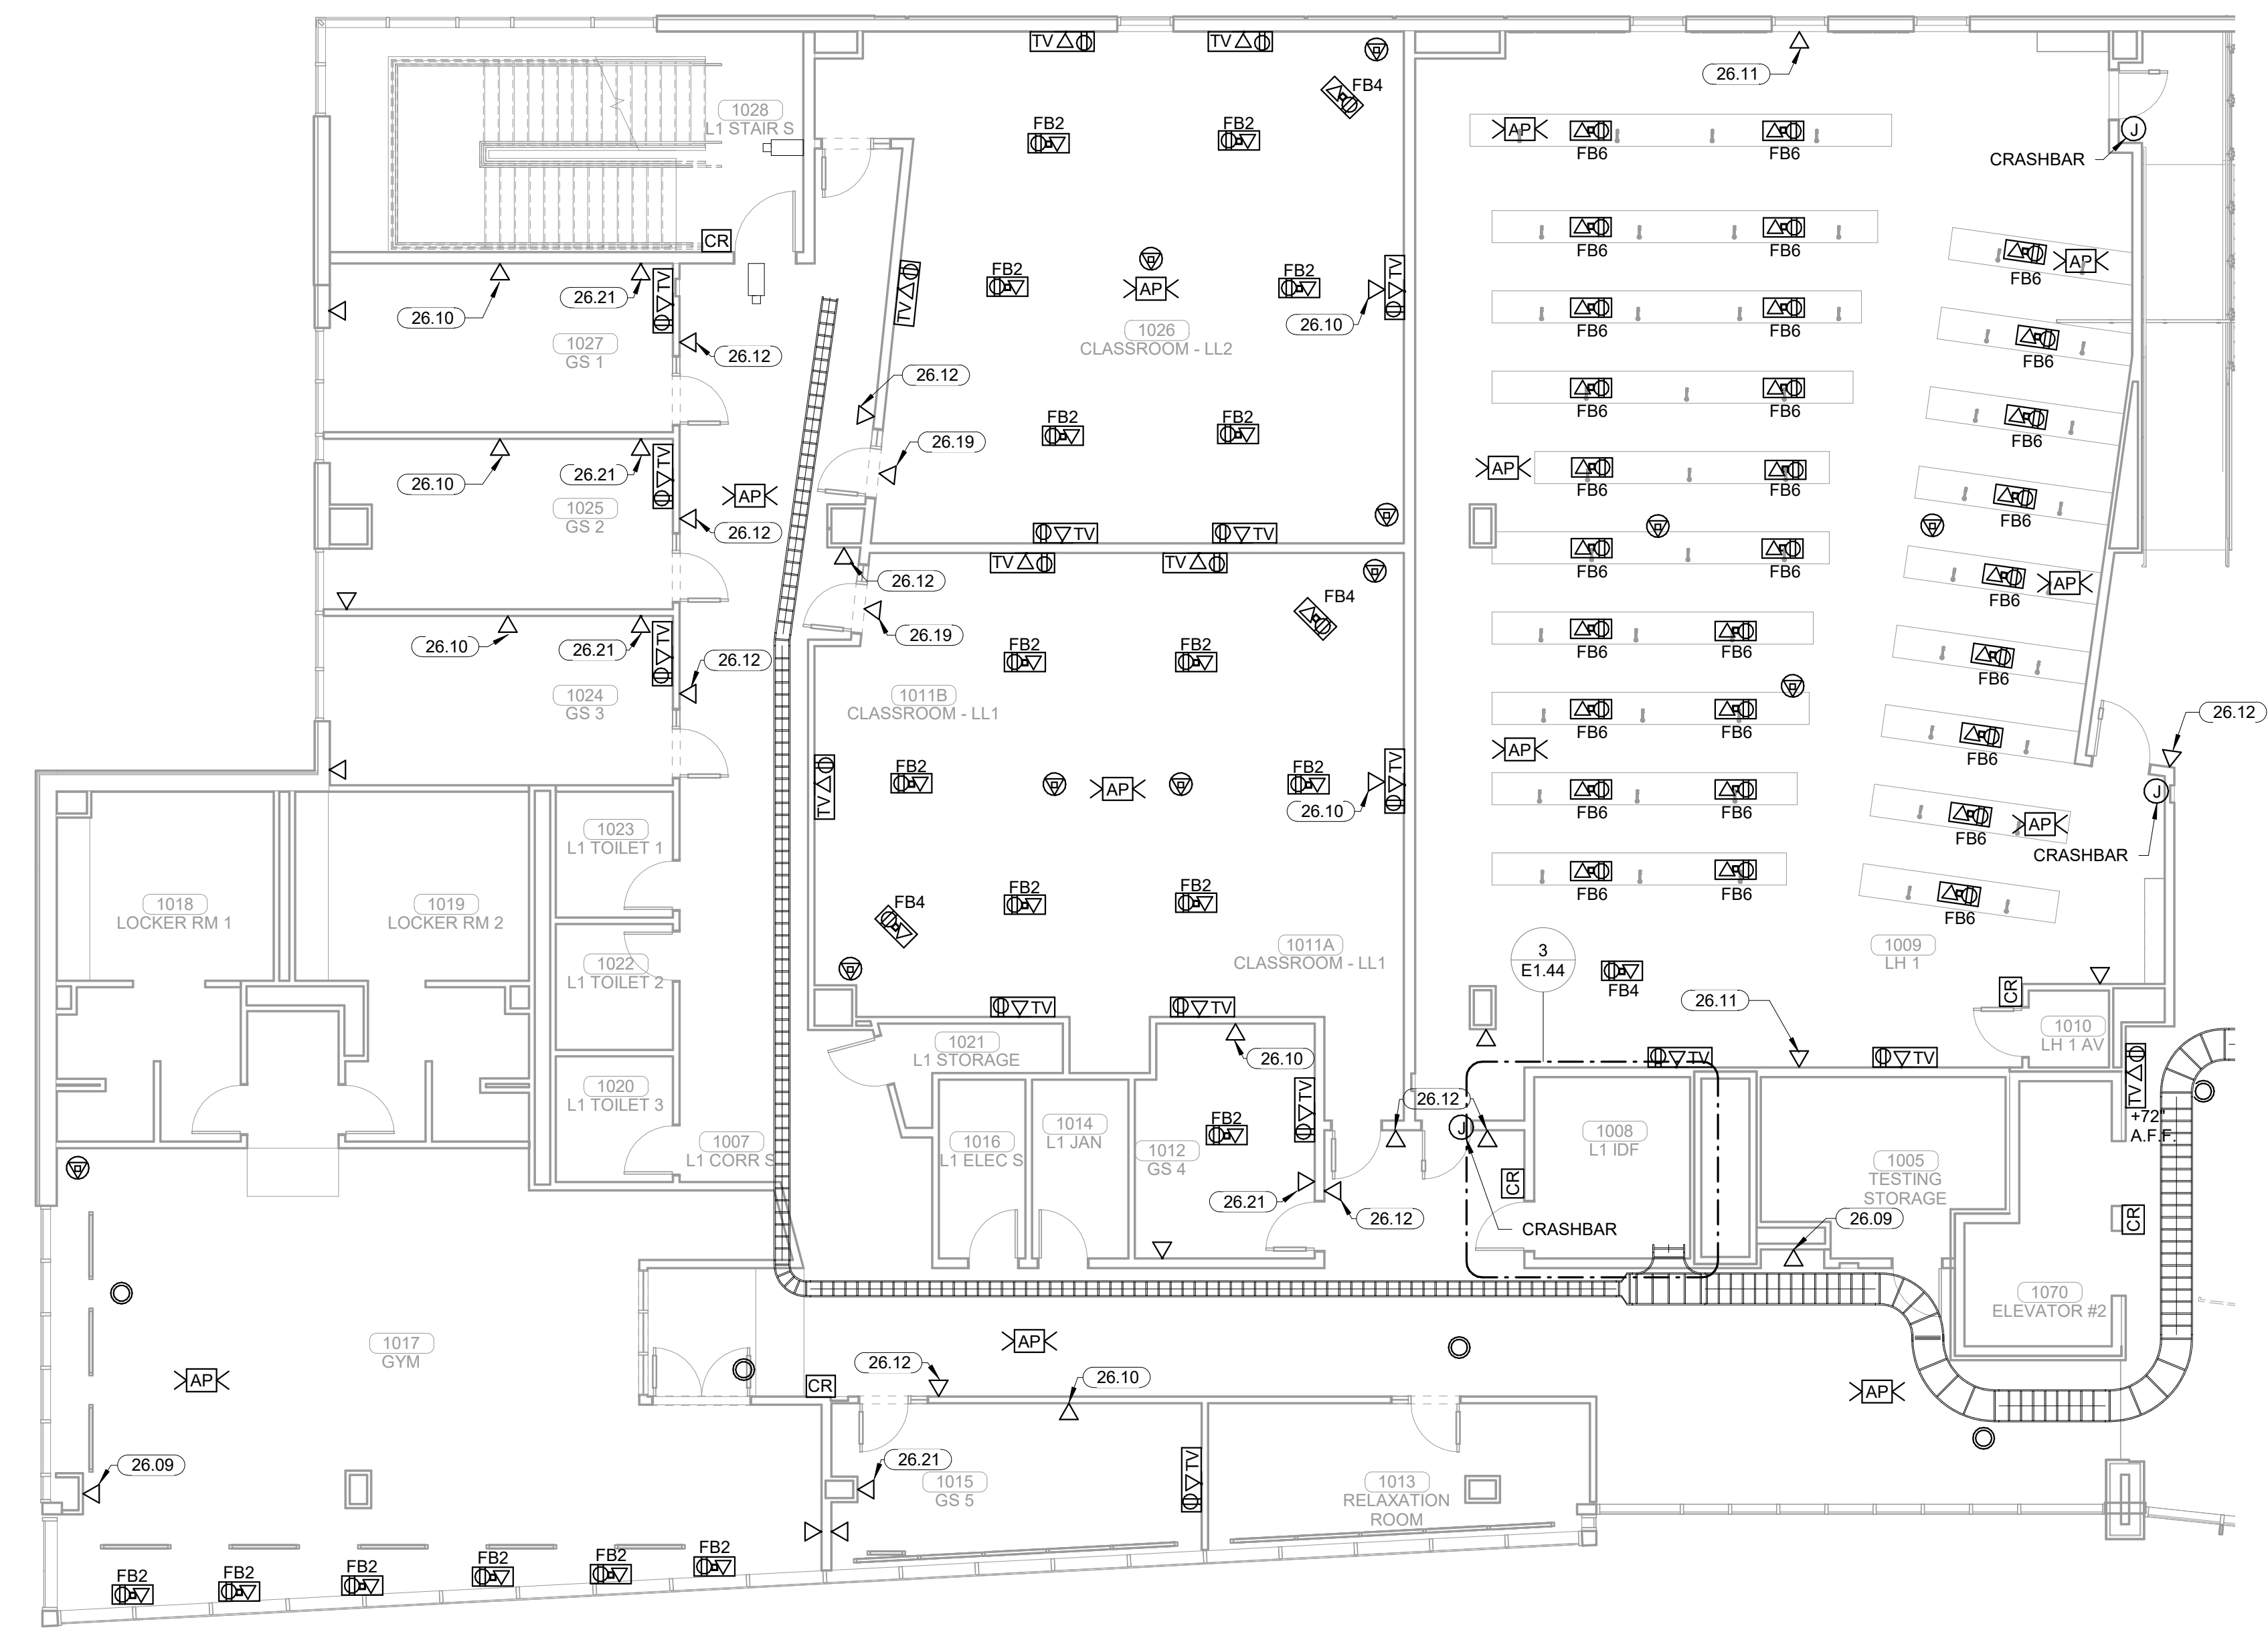 TV
TV
FB4
26.11
1028
L1 STAIR S
FB2
FB2
AP
FB6
FB6
J
CRASHBAR
CR
FB6
FB6
AP
FB6
26.21
TV
26.10
TV
FB2
FB2
AP
TV
26.10
FB6
FB6
1027
GS 1
26.12
1026
CLASSROOM - LL2
FB6
26.12
FB6
FB6
FB6
FB2
FB2
26.19
26.10
26.21
TV
AP
AP
FB6
FB6
FB6
1025
GS 2
26.12
TV
TV
FB6
FB6
TV
TV
26.12
AP
FB6
FB4
26.10
26.21
TV
26.19
FB6
FB6
26.12
FB2
FB2
FB6
1024
GS 3
1011B
CLASSROOM - LL1
FB6
FB6
26.12
AP
FB6
TV
FB2
AP
FB2
TV
26.10
J
FB6
FB6
1023
L1 TOILET 1
AP
FB6
CRASHBAR
1018
LOCKER RM 1
1019
LOCKER RM 2
FB4
FB2
FB2
FB6
FB6
FB6
1022
L1 TOILET 2
1011A
CLASSROOM - LL1
3
E1.44
1009
LH 1
FB4
CR
TV
TV
26.11
1010
LH 1 AV
1021
L1 STORAGE
26.10
TV
TV
TV
+72"
A.F.F.
1020
L1 TOILET 3
TV
26.12
J
1007
L1 CORR S
1016
L1 ELEC S
1014
L1 JAN
1012
GS 4
FB2
1008
L1 IDF
1005
TESTING
STORAGE
CR
26.21
26.12
CRASHBAR
26.09
CR
1070
ELEVATOR #2
1017
GYM
AP
AP
26.12
26.10
CR
AP
26.09
26.21
1015
GS 5
TV
1013
RELAXATION
ROOM
FB2
FB2
FB2
FB2
FB2
FB2